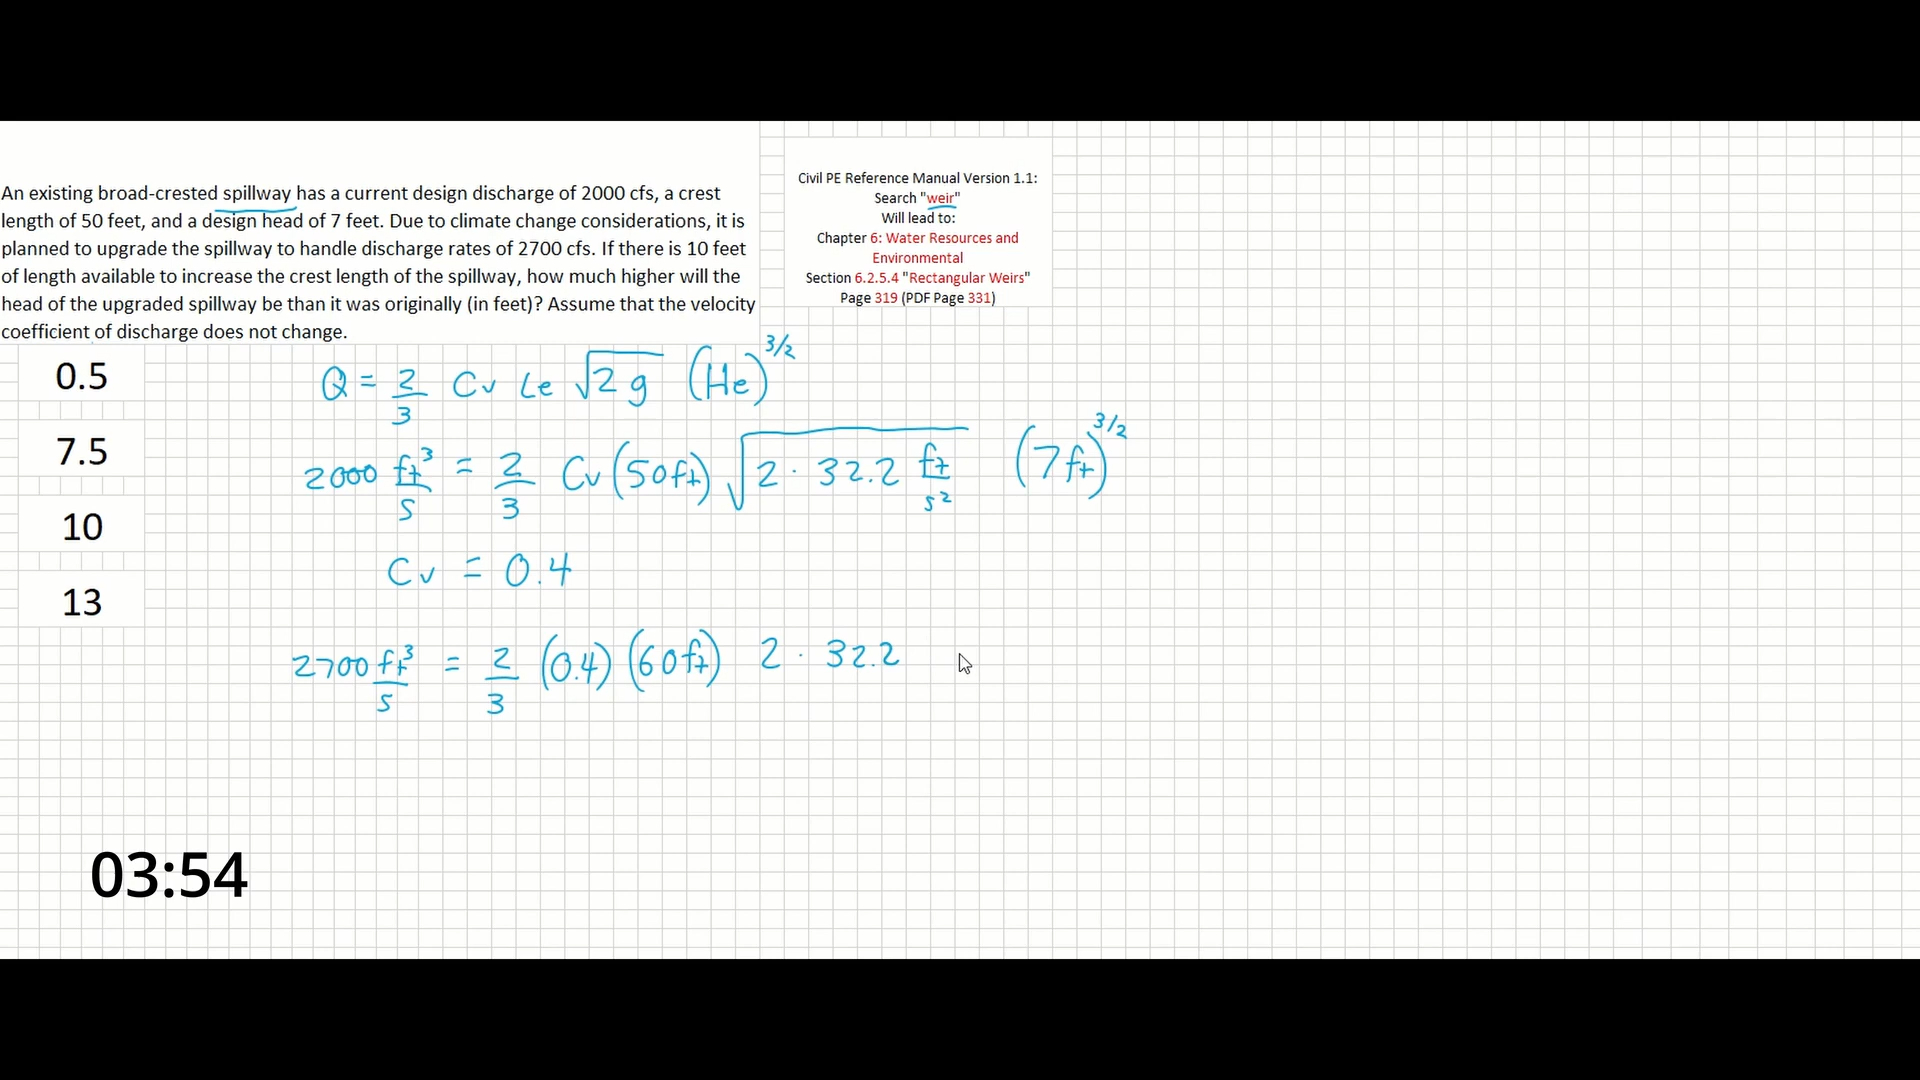 An existing broad-crested spillway has a current design discharge of 2000 cfs, a crest
length of 50 feet, and a design head of 7 feet. Due to climate change considerations, it is
planned to upgrade the spillway to handle discharge rates of 2700 cfs. If there is 10 feet
of length available to increase the crest length of the spillway, how much higher will the
head of the upgraded spillway be than it was originally (in feet)? Assume that the velocity
coefficient of discharge does not change.
Civil PE Reference Manual Version 1.1:
Search "weir"
Will lead to:
Chapter 6: Water Resources and
Environmental
Section 6.2.5.4 "Rectangular Weirs"
Page 319 (PDF Page 331)
0.5
7.5
10
13
Q = 2/3 Cv Le √2g (He)^3/2
2000 ft³/s = 2/3 Cv (50ft) √2 · 32.2 ft/s² (7ft)^3/2
Cv = 0.4
2700 ft³/s = 2/3 (0.4) (60ft) 2 · 32.2
03:54